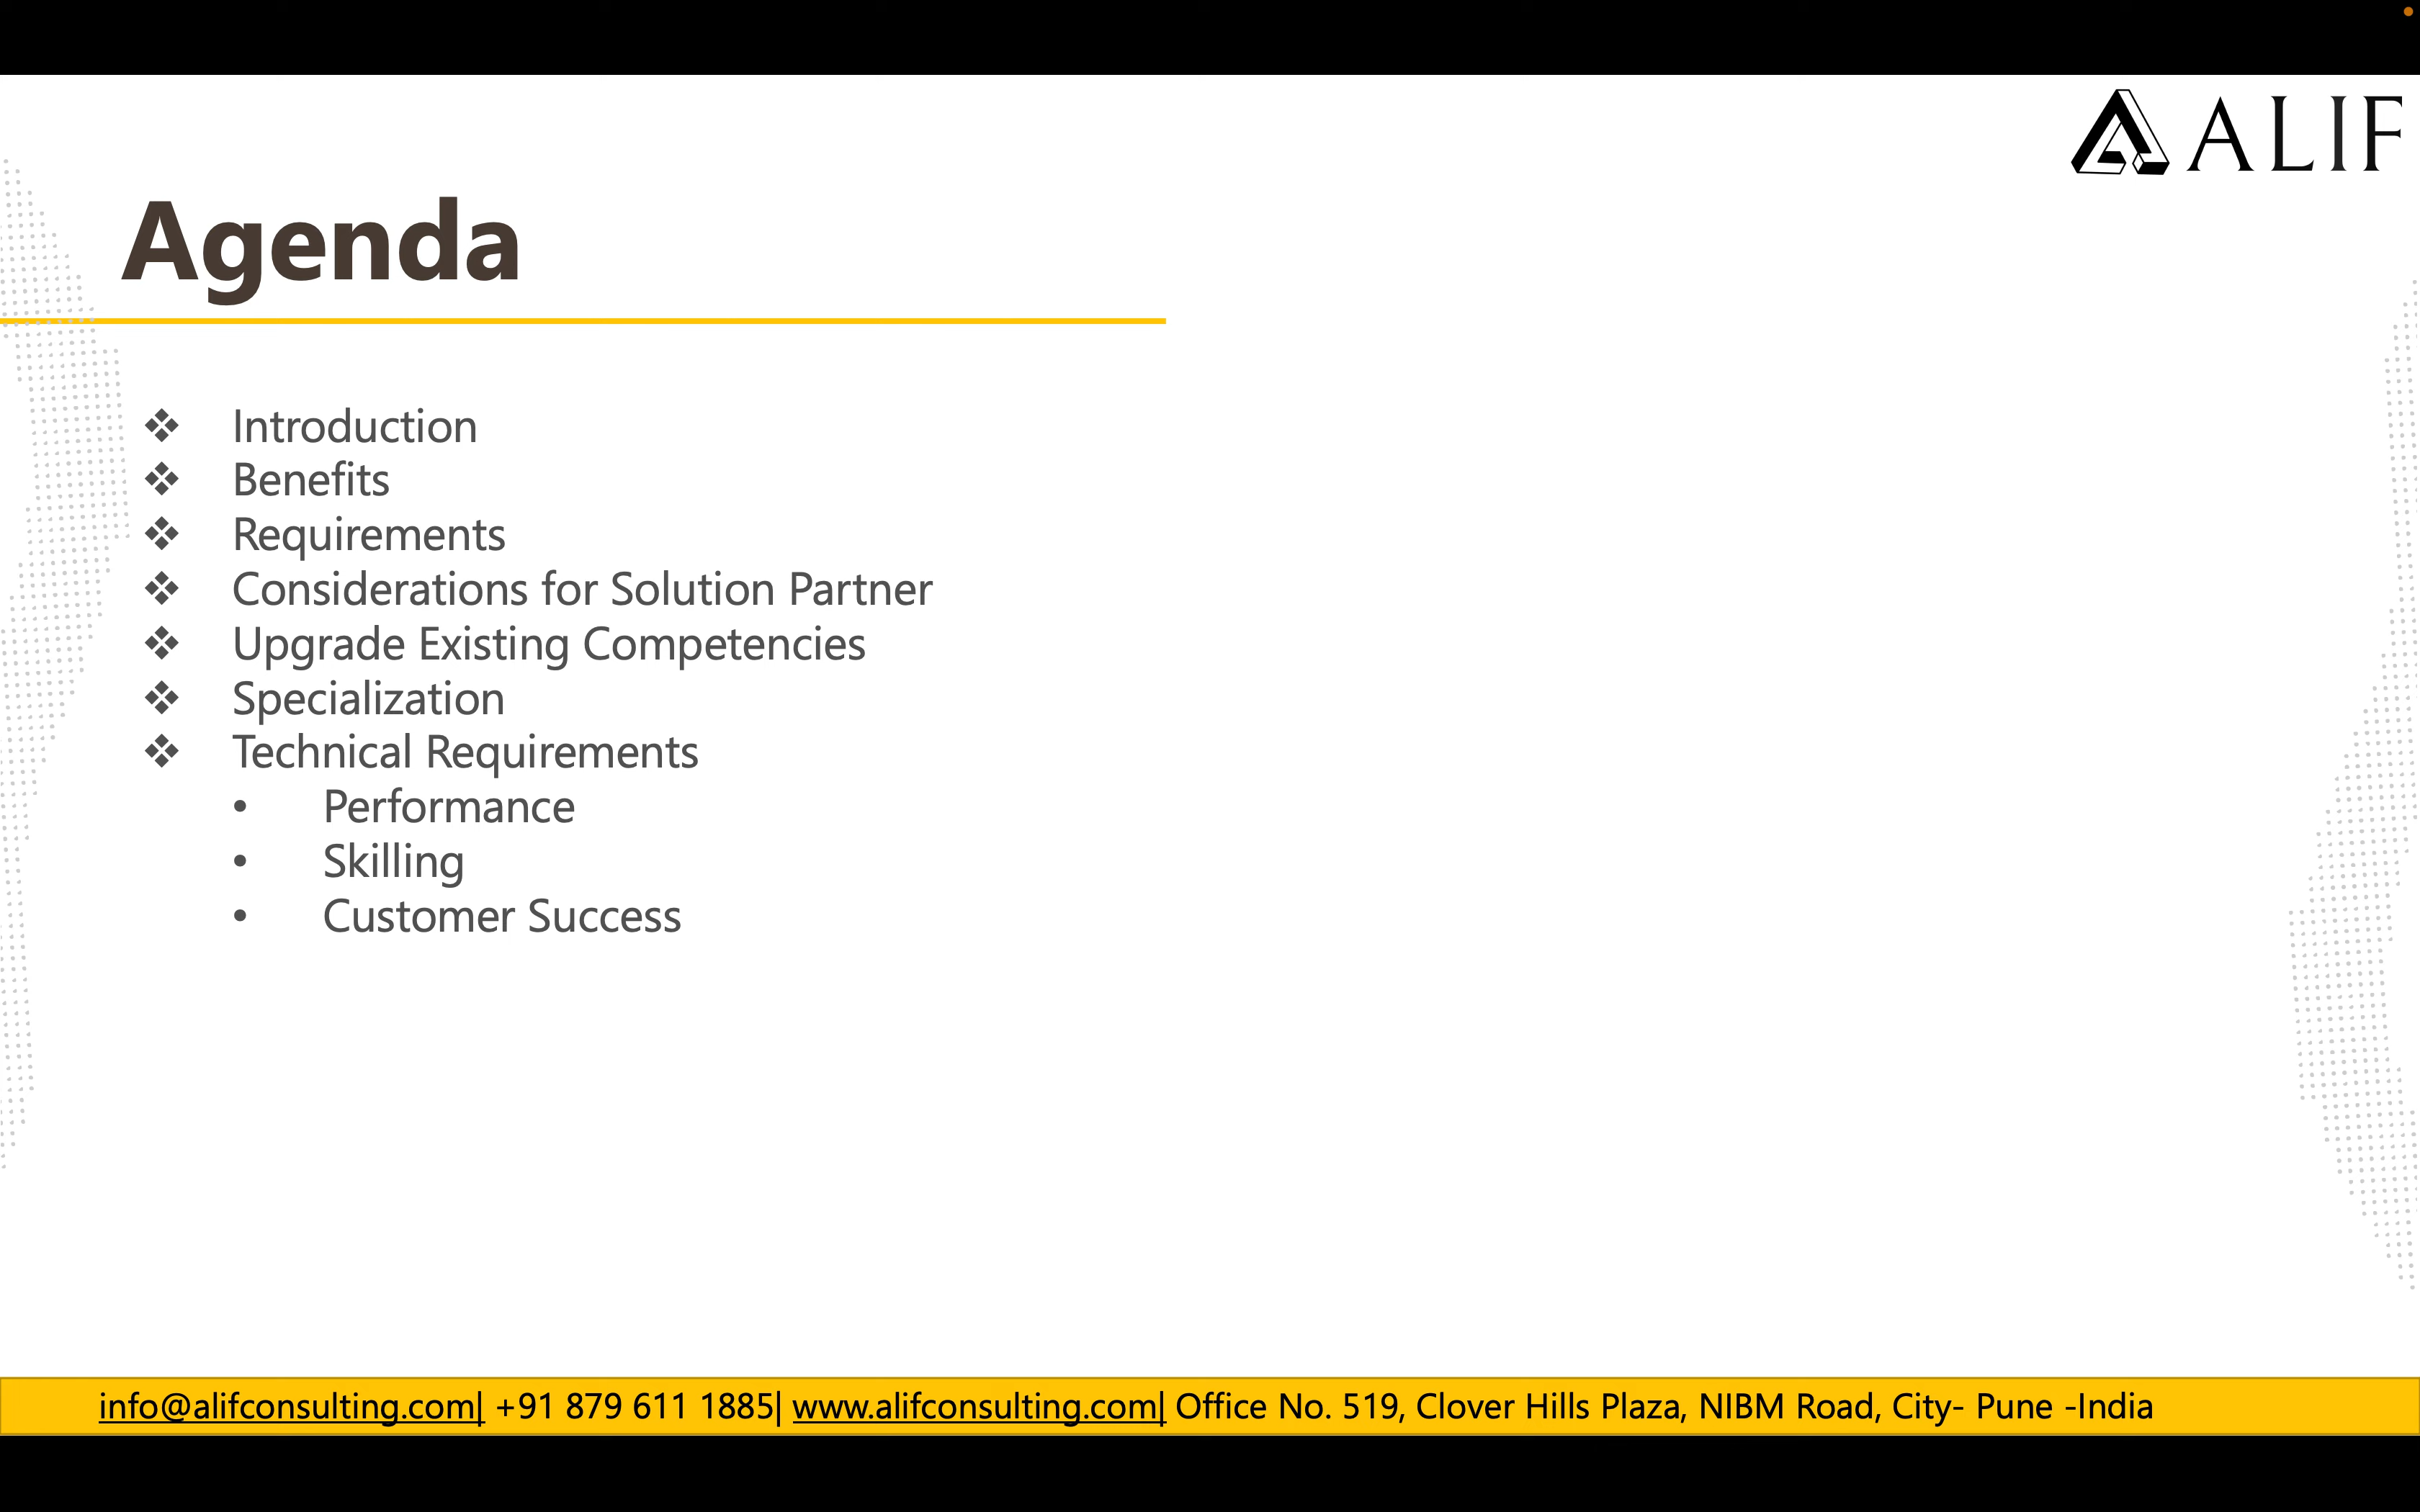 ALIF
Agenda
❖ Introduction
❖ Benefits
❖ Requirements
❖ Considerations for Solution Partner
❖ Upgrade Existing Competencies
❖ Specialization
❖ Technical Requirements
• Performance
• Skilling
• Customer Success
info@alifconsulting.com| +91 879 611 1885| www.alifconsulting.com| Office No. 519, Clover Hills Plaza, NIBM Road, City- Pune -India